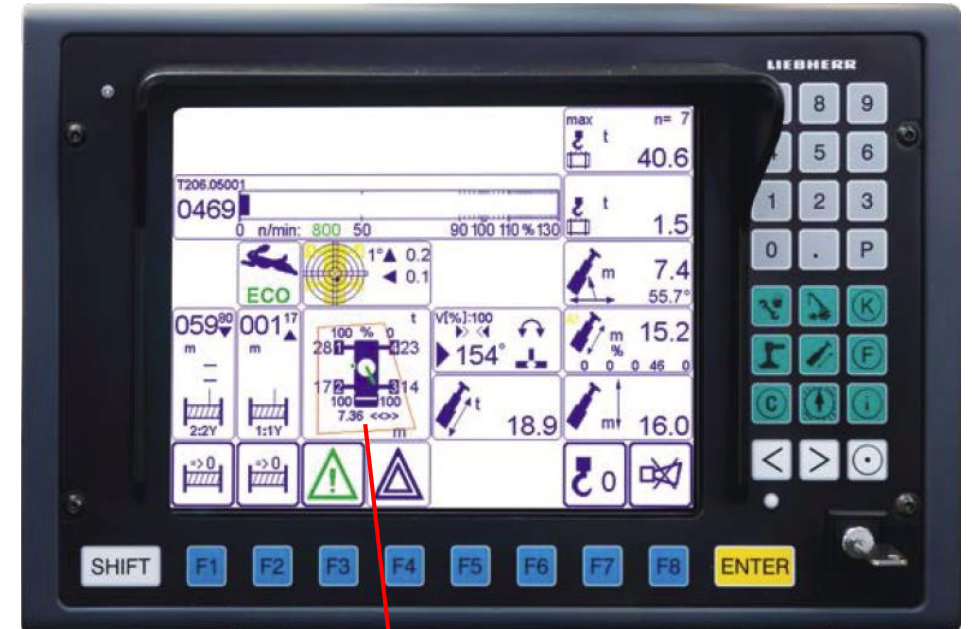 LIEBHERR
max n= 7
t
40.6
T206.05001
0469
0 n/min: 800 50 90 100 110 % 130
t
1.5
ECO
1° 0.2
0.1
m 7.4
55.7°
059 80
m
2:2Y
001 17
m
1:1Y
100 % 0 t
28 1 4 23
17 2 3 14
100 100
7.36 <<>>
m
V[%]:100
154°
m 15.2
%
0 0 0 46 0
t
18.9
m
16.0
=>0
=>0
0
8 9
5 6
1 2 3
0 . P
K
F
C i
< >
SHIFT F1 F2 F3 F4 F5 F6 F7 F8 ENTER